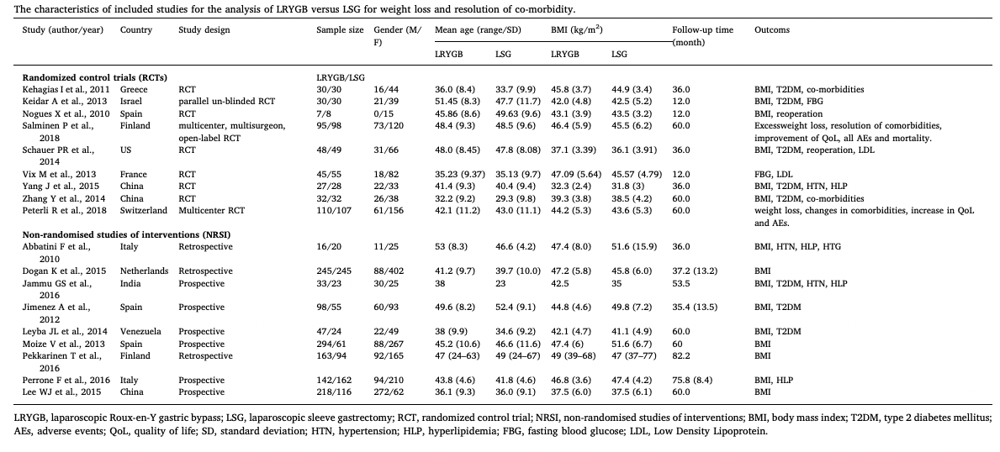 The characteristics of included studies for the analysis of LRYGB versus LSG for weight loss and resolution of co-morbidity.
Study (author/year) Country Study design Sample size Gender (M/ Mean age (range/SD) BMI (kg/m²) Follow-up time Outcomes
F) (month)
LRYGB LSG LRYGB LSG
Randomized control trials (RCTs) LRYGB/LSG
Kehagias I et al., 2011 Greece RCT 30/30 16/44 36.0 (8.4) 33.7 (9.9) 45.8 (3.7) 44.9 (3.4) 36.0 BMI, T2DM, co-morbidities
Keidar A et al., 2013 Israel parallel un-blinded RCT 30/30 21/39 51.45 (8.3) 47.7 (11.7) 42.0 (4.8) 42.5 (5.2) 12.0 BMI, T2DM, FBG
Nogues X et al., 2010 Spain RCT 7/8 0/15 45.86 (8.6) 49.63 (9.6) 43.1 (3.9) 43.5 (3.2) 12.0 BMI, reoperation
Salminen P et al., Finland multicenter, multisurgeon, 95/98 73/120 48.4 (9.3) 48.5 (9.6) 46.4 (5.9) 45.5 (6.2) 60.0 Excessweight loss, resolution of comorbidities,
2018 open-label RCT improvement of QoL, all AEs and mortality.
Schauer PR et al., US RCT 48/49 31/66 48.0 (8.45) 47.8 (8.08) 37.1 (3.39) 36.1 (3.91) 36.0 BMI, T2DM, reoperation, LDL
2014
Vix M et al., 2013 France RCT 45/55 18/82 35.23 (9.37) 35.13 (9.7) 47.09 (5.64) 45.57 (4.79) 12.0 FBG, LDL
Yang J et al., 2015 China RCT 27/28 22/33 41.4 (9.3) 40.4 (9.4) 32.3 (2.4) 31.8 (3) 36.0 BMI, T2DM, HTN, HLP
Zhang Y et al., 2014 China RCT 32/32 26/38 32.2 (9.2) 29.3 (9.8) 39.3 (3.8) 38.5 (4.2) 60.0 BMI, T2DM, co-morbidities
Peterli R et al., 2018 Switzerland Multicenter RCT 110/107 61/156 42.1 (11.2) 43.0 (11.1) 44.2 (5.3) 43.6 (5.3) 60.0 weight loss, changes in comorbidities, increase in QoL
and AEs.
Non-randomised studies of interventions (NRSI)
Abbatini F et al., Italy Retrospective 16/20 11/25 53 (8.3) 46.6 (4.2) 47.4 (8.0) 51.6 (15.9) 36.0 BMI, HTN, HLP, HTG
2010
Dogan K et al., 2015 Netherlands Retrospective 245/245 88/402 41.2 (9.7) 39.7 (10.0) 47.2 (5.8) 45.8 (6.0) 37.2 (13.2) BMI
Jammu GS et al., India Prospective 33/23 30/25 38 23 42.5 35 53.5 BMI, T2DM, HTN, HLP
2016
Jimenez A et al., Spain Prospective 98/55 60/93 49.6 (8.2) 52.4 (9.1) 44.8 (4.6) 49.8 (7.2) 35.4 (13.5) BMI, T2DM
2012
Leyba JL et al., 2014 Venezuela Prospective 47/24 22/49 38 (9.9) 34.6 (9.2) 42.1 (4.7) 41.1 (4.9) 60.0 BMI, T2DM
Moize V et al., 2013 Spain Prospective 294/61 88/267 45.2 (10.6) 46.6 (11.6) 47.4 (6) 51.6 (6.7) 60 BMI
Pekkarinen T et al., Finland Retrospective 163/94 92/165 47 (24–63) 49 (24–67) 49 (39–68) 47 (37–77) 82.2 BMI
2016
Perrone F et al., 2016 Italy Prospective 142/162 94/210 43.8 (4.6) 41.8 (4.6) 46.8 (3.6) 47.4 (4.2) 75.8 (8.4) BMI, HLP
Lee WJ et al., 2015 China Prospective 218/116 272/62 36.1 (9.3) 36.0 (9.1) 37.5 (6.0) 37.5 (6.1) 60.0 BMI
LRYGB, laparoscopic Roux-en-Y gastric bypass; LSG, laparoscopic sleeve gastrectomy; RCT, randomized control trial; NRSI, non-randomised studies of interventions; BMI, body mass index; T2DM, type 2 diabetes mellitus;
AEs, adverse events; QoL, quality of life; SD, standard deviation; HTN, hypertension; HLP, hyperlipidemia; FBG, fasting blood glucose; LDL, Low Density Lipoprotein.